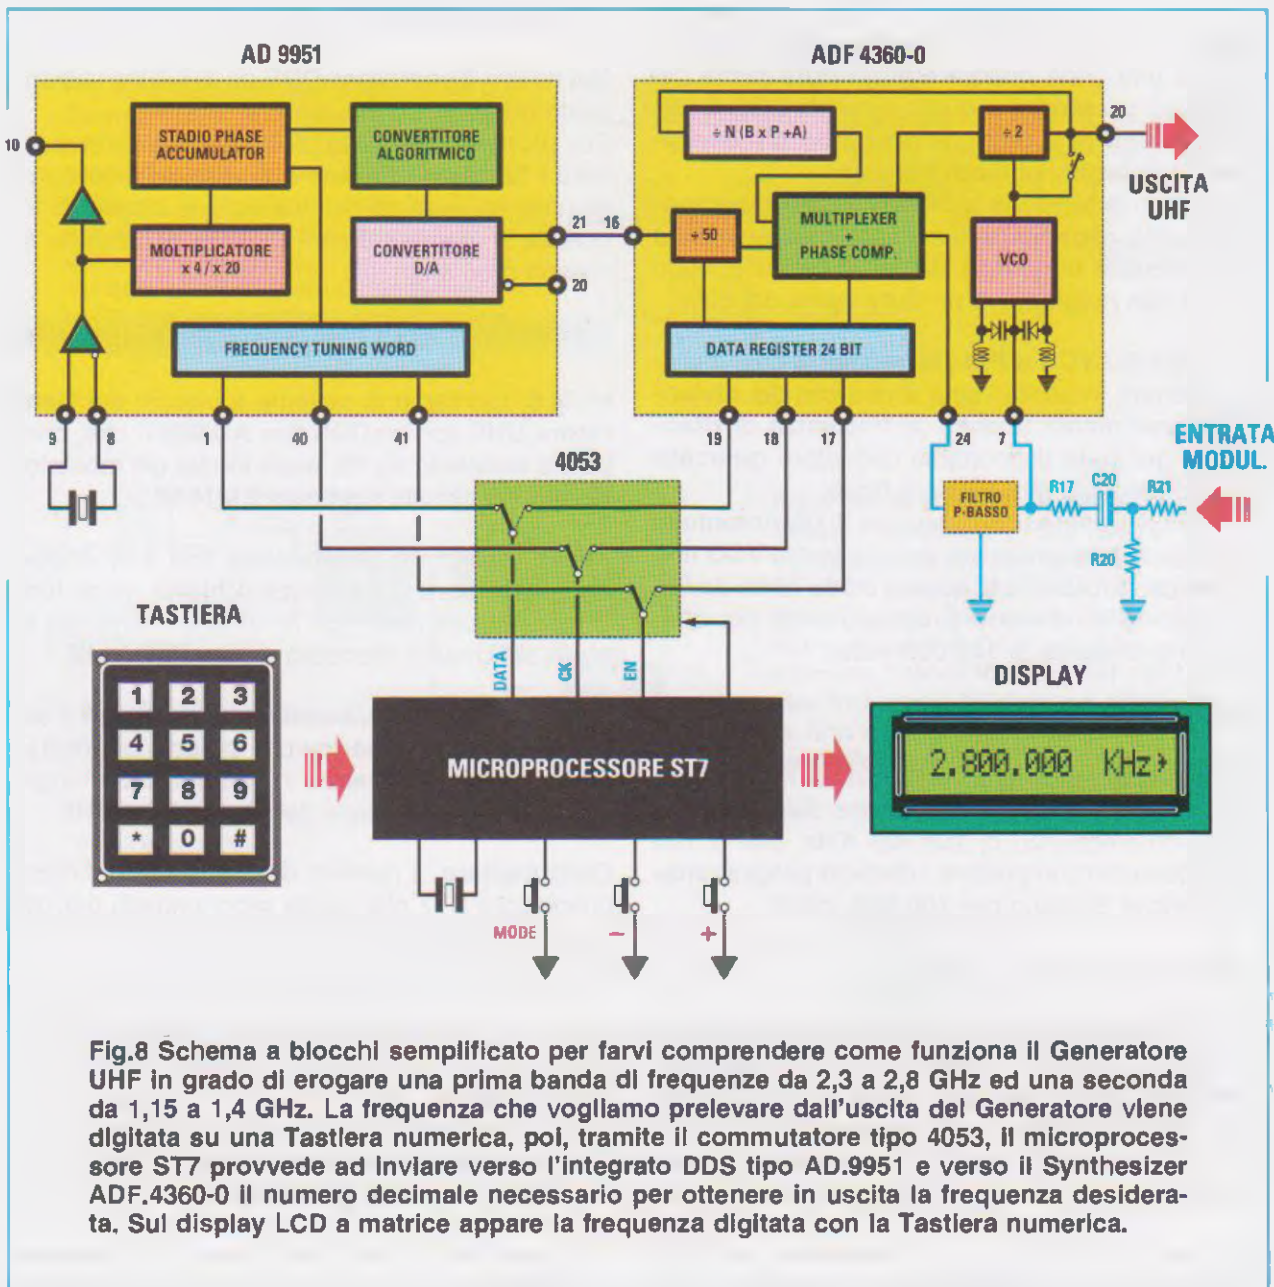 AD 9951
ADF 4360-0
10
STADIO PHASE
ACCUMULATOR
CONVERTITORE
ALGORITMICO
MOLTIPLICATORE
x 4 / x 20
CONVERTITORE
D/A
FREQUENCY TUNING WORD
21
16
20
÷ N (B x P +A)
÷ 2
20
USCITA
UHF
÷ 50
MULTIPLEXER
+
PHASE COMP.
VCO
DATA REGISTER 24 BIT
9
8
1
40
41
19
18
17
24
7
4053
ENTRATA
MODUL.
FILTRO
P-BASSO
R17
C20
R21
R20
TASTIERA
1 2 3
4 5 6
7 8 9
* 0 #
DATA
CK
EN
MICROPROCESSORE ST7
DISPLAY
2.800.000 KHz
MODE
−
+
Fig.8 Schema a blocchi semplificato per farvi comprendere come funziona il Generatore
UHF in grado di erogare una prima banda di frequenze da 2,3 a 2,8 GHz ed una seconda
da 1,15 a 1,4 GHz. La frequenza che vogliamo prelevare dall'uscita del Generatore viene
digitata su una Tastiera numerica, poi, tramite il commutatore tipo 4053, il microproces-
sore ST7 provvede ad inviare verso l'integrato DDS tipo AD.9951 e verso il Synthesizer
ADF.4360-0 il numero decimale necessario per ottenere in uscita la frequenza desidera-
ta. Sul display LCD a matrice appare la frequenza digitata con la Tastiera numerica.